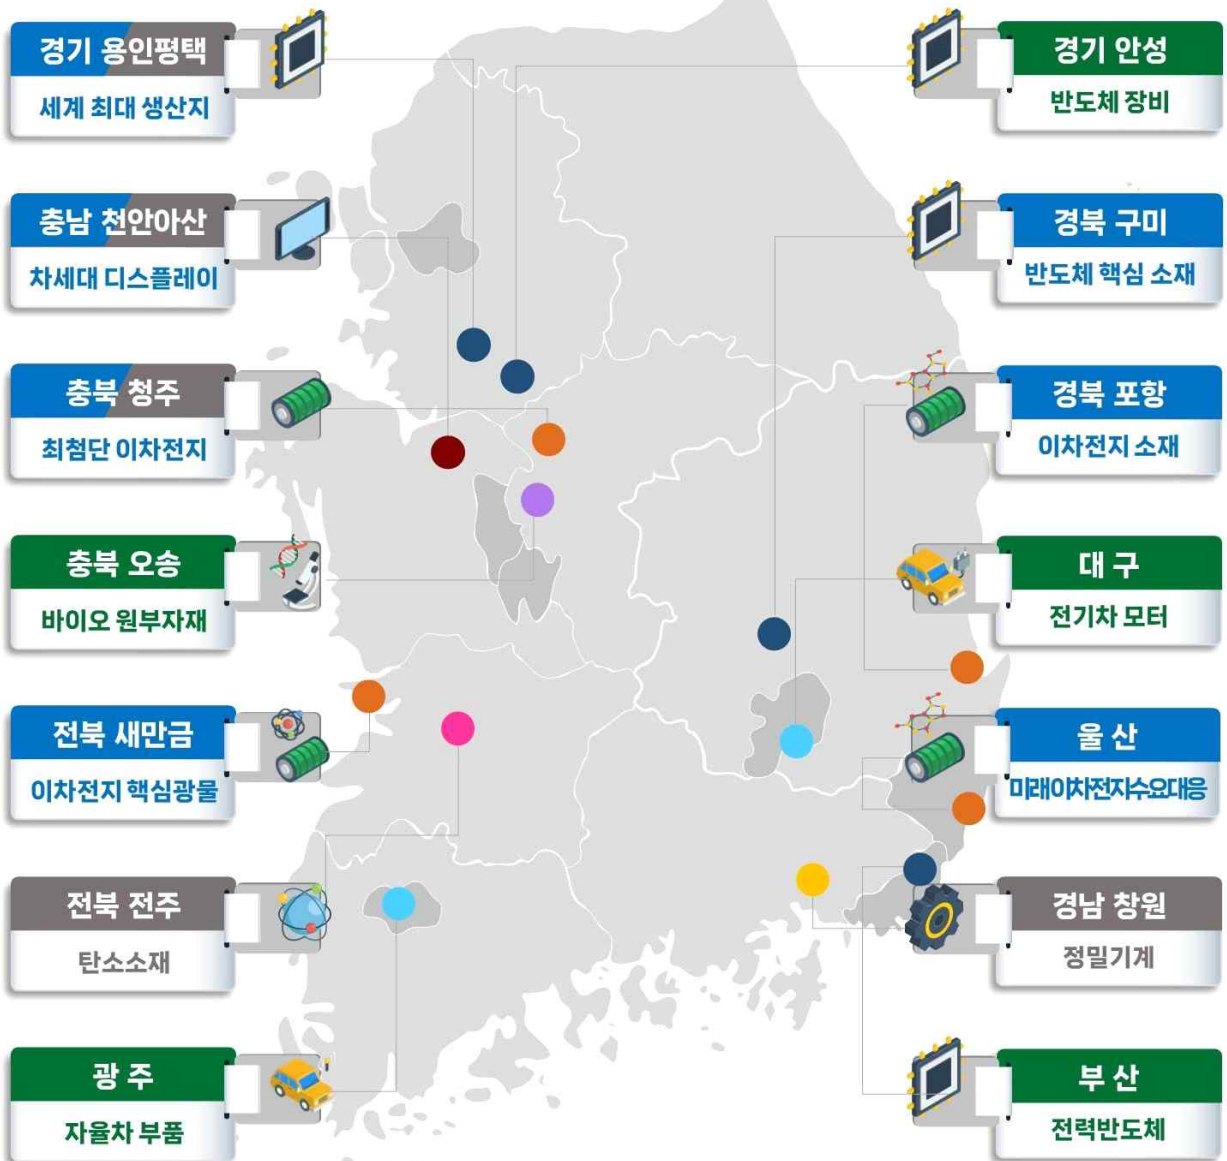 경기 용인평택
세계 최대 생산지
충남 천안아산
차세대 디스플레이
충북 청주
최첨단 이차전지
충북 오송
바이오 원부자재
전북 새만금
이차전지 핵심광물
전북 전주
탄소소재
광 주
자율차 부품
경기 안성
반도체 장비
경북 구미
반도체 핵심 소재
경북 포항
이차전지 소재
대 구
전기차 모터
울 산
미래이차전지수요대응
경남 창원
정밀기계
부 산
전력반도체